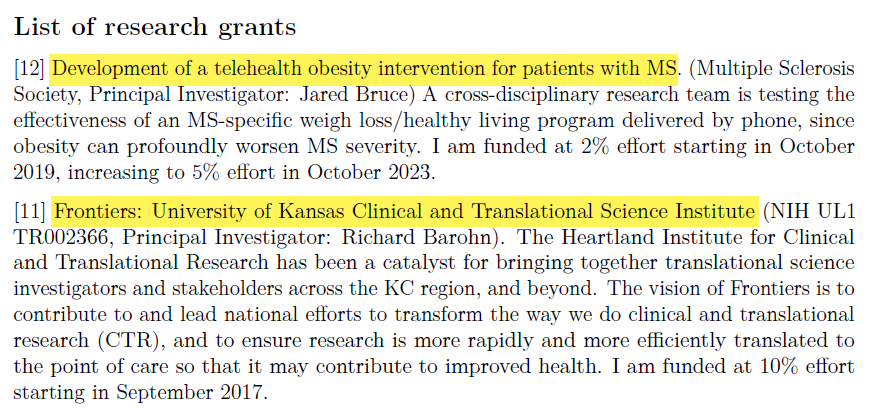 List of research grants
[12] Development of a telehealth obesity intervention for patients with MS. (Multiple Sclerosis
Society, Principal Investigator: Jared Bruce) A cross-disciplinary research team is testing the
effectiveness of an MS-specific weigh loss/healthy living program delivered by phone, since
obesity can profoundly worsen MS severity. I am funded at 2% effort starting in October
2019, increasing to 5% effort in October 2023.
[11] Frontiers: University of Kansas Clinical and Translational Science Institute (NIH UL1
TR002366, Principal Investigator: Richard Barohn). The Heartland Institute for Clinical
and Translational Research has been a catalyst for bringing together translational science
investigators and stakeholders across the KC region, and beyond. The vision of Frontiers is to
contribute to and lead national efforts to transform the way we do clinical and translational
research (CTR), and to ensure research is more rapidly and more efficiently translated to
the point of care so that it may contribute to improved health. I am funded at 10% effort
starting in September 2017.